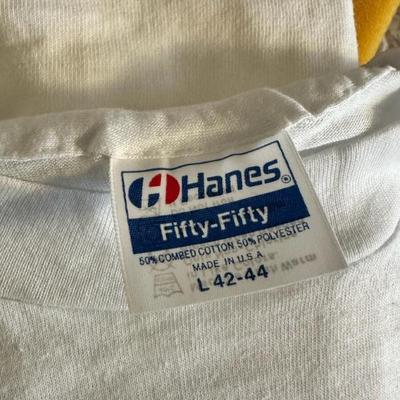 Hanes®
Fifty-Fifty
50% COMBED COTTON 50% POLYESTER
MADE IN U.S.A.
L 42-44